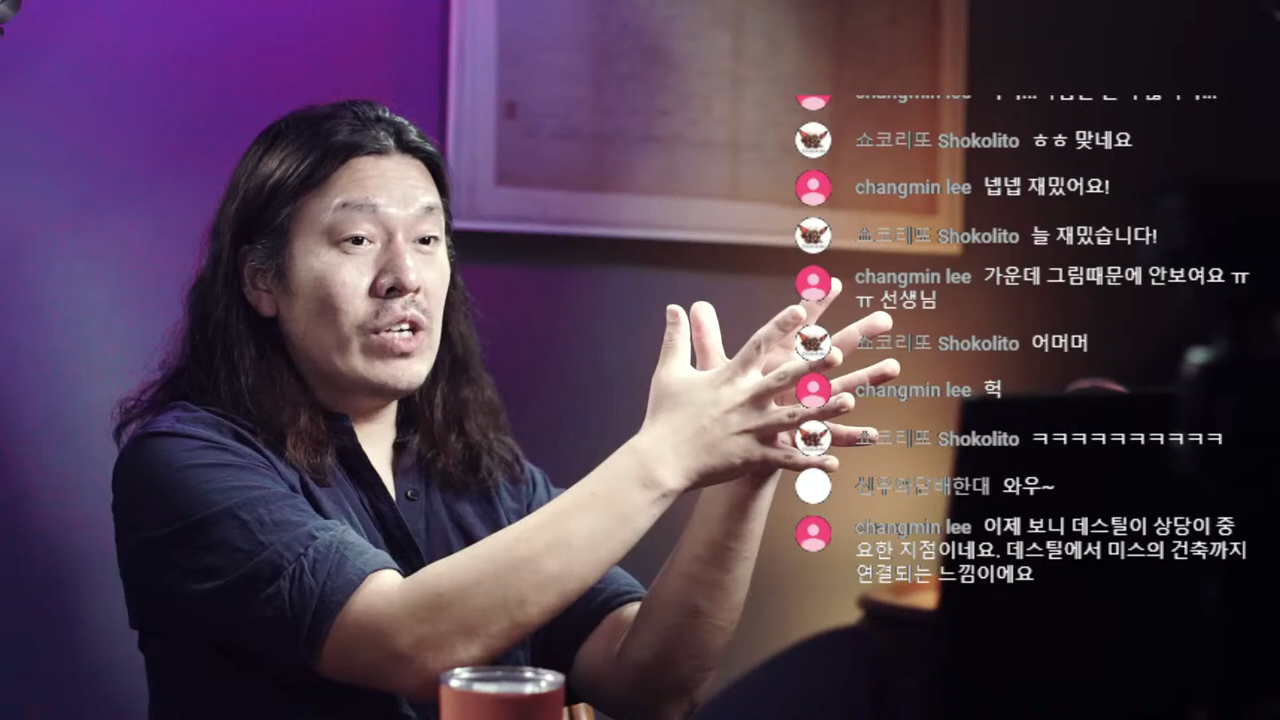 쇼코리또 Shokolito ㅎㅎ 맞네요
changmin lee 넵넵 재밌어요!
쇼코리또 Shokolito 늘 재밌습니다!
changmin lee 가운데 그림때문에 안보여요 ㅠ
ㅠ 선생님
쇼코리또 Shokolito 어머머
changmin lee 헉
쇼코리또 Shokolito ㅋㅋㅋㅋㅋㅋㅋㅋㅋㅋ
와우~
changmin lee 이제 보니 데스틸이 상당이 중
요한 지점이네요. 데스틸에서 미스의 건축까지
연결되는 느낌이에요